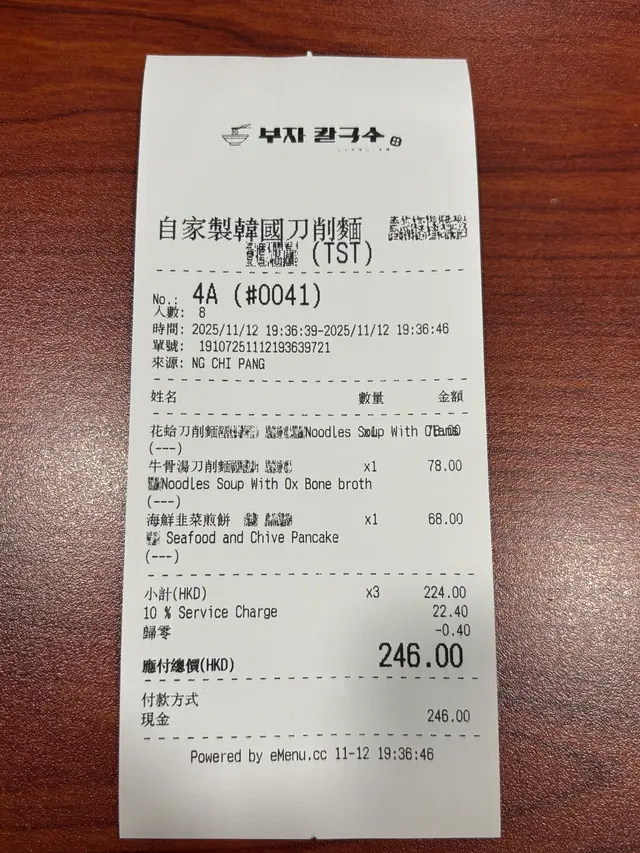 부자 칼국수
自家製韓國刀削麵
(TST)
No.: 4A (#0041)
人數: 8
時間: 2025/11/12 19:36:39-2025/11/12 19:36:46
單號: 19107251112193639721
來源: NG CHI PANG
姓名 數量 金額
花蛤刀削麵 Noodles Soup With Clams x1 78.00
(---)
牛骨湯刀削麵 x1 78.00
Noodles Soup With Ox Bone broth
(---)
海鮮韭菜煎餅 x1 68.00
Seafood and Chive Pancake
(---)
小計(HKD) x3 224.00
10 % Service Charge 22.40
歸零 -0.40
應付總價(HKD) 246.00
付款方式
現金 246.00
Powered by eMenu.cc 11-12 19:36:46